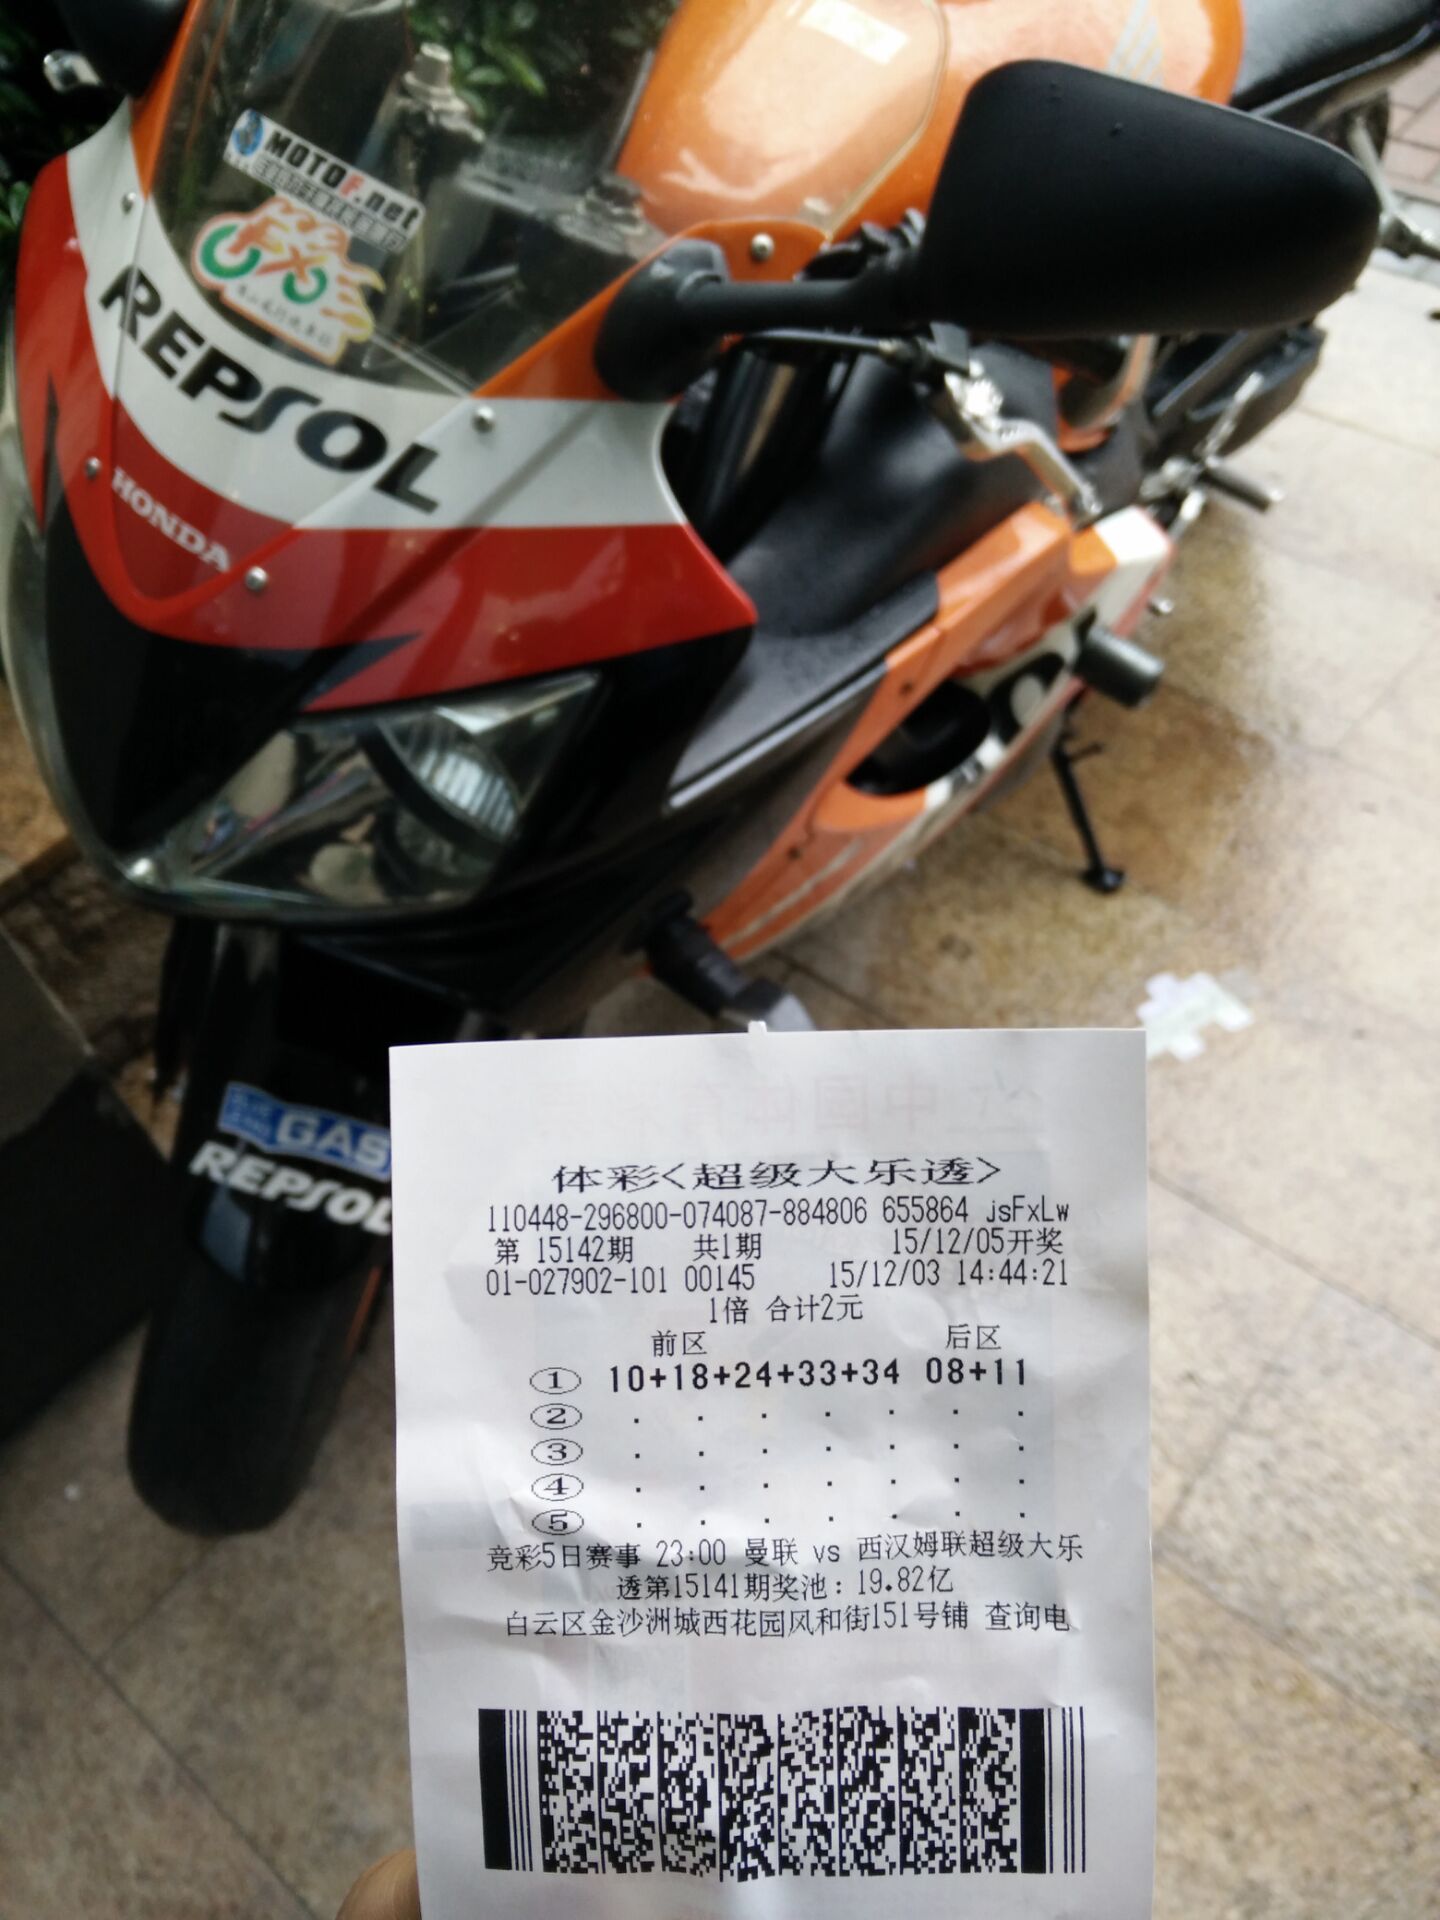 MOTOF.net
REPSOL
HONDA
GAS
REPSOL
体彩<超级大乐透>
110448-296800-074087-884806 655864 jsFxLw
第 15142期 共1期 15/12/05开奖
01-027902-101 00145 15/12/03 14:44:21
1倍 合计2元
前区 后区
① 10+18+24+33+34 08+11
② . . . . . . .
③ . . . . . . .
④ . . . . . . .
⑤ . . . . . . .
竞彩5日赛事 23:00 曼联 vs 西汉姆联超级大乐
透第15141期奖池：19.82亿
白云区金沙洲城西花园风和街151号铺 查询电